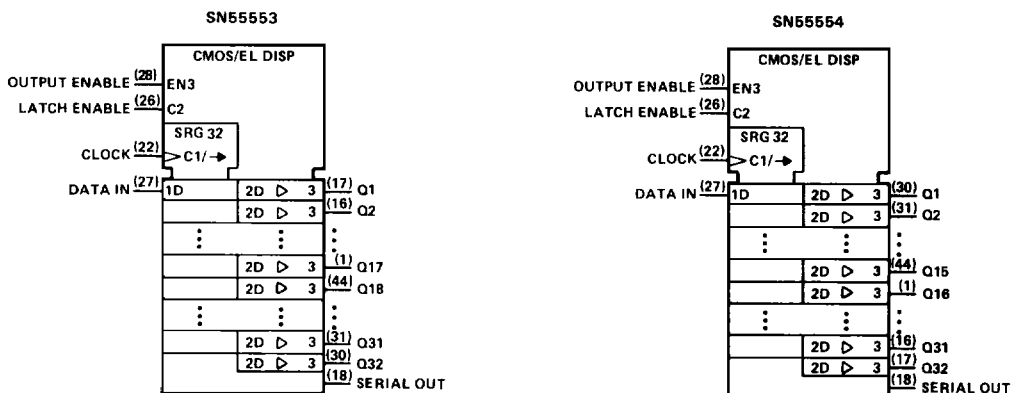 SN55553
CMOS/EL DISP
OUTPUT ENABLE (28) EN3
LATCH ENABLE (26) C2
SRG 32
CLOCK (22) C1/→
DATA IN (27) 1D 2D ▷ 3 (17) Q1
2D ▷ 3 (16) Q2
2D ▷ 3 (1) Q17
2D ▷ 3 (44) Q18
2D ▷ 3 (31) Q31
2D ▷ 3 (30) Q32
(18) SERIAL OUT
SN55554
CMOS/EL DISP
OUTPUT ENABLE (28) EN3
LATCH ENABLE (26) C2
SRG 32
CLOCK (22) C1/→
DATA IN (27) 1D 2D ▷ 3 (30) Q1
2D ▷ 3 (31) Q2
2D ▷ 3 (44) Q15
2D ▷ 3 (1) Q16
2D ▷ 3 (16) Q31
2D ▷ 3 (17) Q32
(18) SERIAL OUT